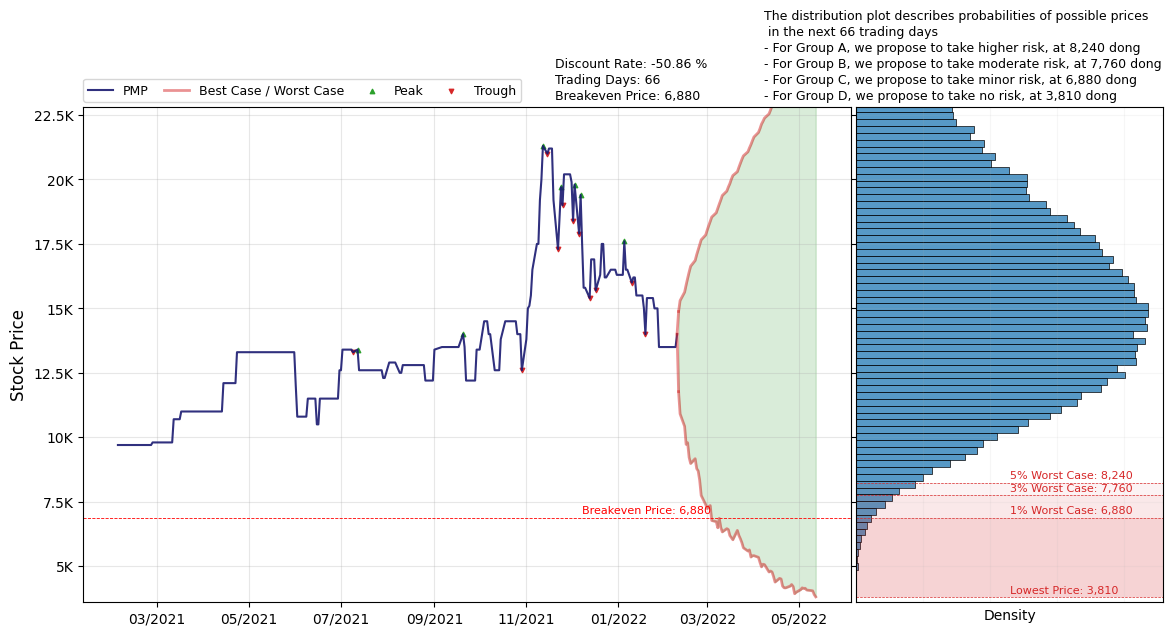 The distribution plot describes probabilities of possible prices
in the next 66 trading days
- For Group A, we propose to take higher risk, at 8,240 dong
- For Group B, we propose to take moderate risk, at 7,760 dong
- For Group C, we propose to take minor risk, at 6,880 dong
- For Group D, we propose to take no risk, at 3,810 dong
Discount Rate: -50.86 %
Trading Days: 66
Breakeven Price: 6,880
PMP
Best Case / Worst Case
Peak
Trough
Stock Price
22.5K
20K
17.5K
15K
12.5K
10K
7.5K
5K
Breakeven Price: 6,880
03/2021
05/2021
07/2021
09/2021
11/2021
01/2022
03/2022
05/2022
5% Worst Case: 8,240
3% Worst Case: 7,760
1% Worst Case: 6,880
Lowest Price: 3,810
Density